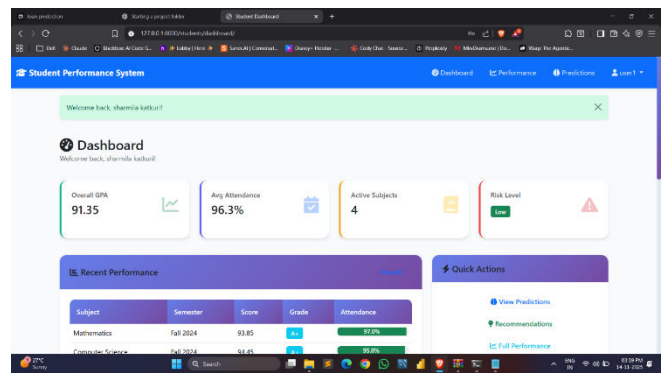 loan prediction
Starting a project folder
Student Dashboard
127.0.0.1:8000/students/dashboard/
Student Performance System
Dashboard
Performance
Predictions
user1
Welcome back, sharmila katkuri!
Dashboard
Welcome back, sharmila katkuri!
Overall GPA
91.35
Avg Attendance
96.3%
Active Subjects
4
Risk Level
Low
Recent Performance
Subject Semester Score Grade Attendance
Mathematics Fall 2024 93.85 A+ 97.0%
Computer Science Fall 2024 94.45 A+ 95.0%
Quick Actions
View Predictions
Recommendations
Full Performance
27°C
Sunny
Search
ENG
IN
03:39 PM
14-11-2025